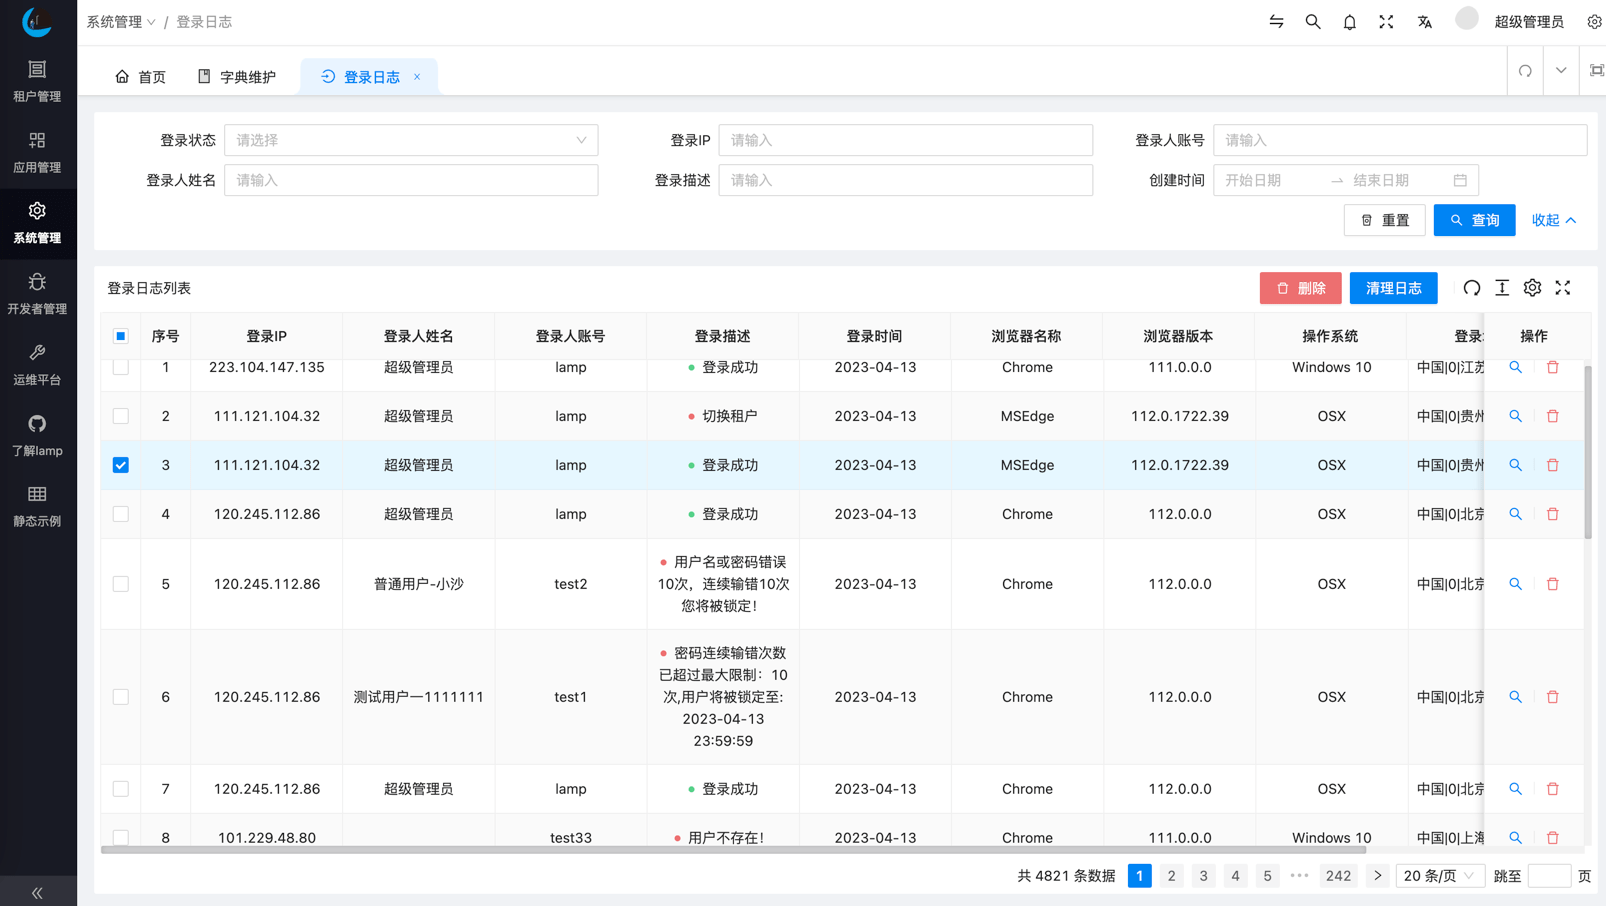 系统管理 / 登录日志
超级管理员
首页
字典维护
登录日志 ×
租户管理
应用管理
系统管理
开发者管理
运维平台
了解lamp
静态示例
登录状态 请选择
登录IP 请输入
登录人账号 请输入
登录人姓名 请输入
登录描述 请输入
创建时间 开始日期 → 结束日期
重置
查询
收起
登录日志列表
删除
清理日志
序号 登录IP 登录人姓名 登录人账号 登录描述 登录时间 浏览器名称 浏览器版本 操作系统 登录 操作
1 223.104.147.135 超级管理员 lamp 登录成功 2023-04-13 Chrome 111.0.0.0 Windows 10 中国|0|江苏
2 111.121.104.32 超级管理员 lamp 切换租户 2023-04-13 MSEdge 112.0.1722.39 OSX 中国|0|贵州
3 111.121.104.32 超级管理员 lamp 登录成功 2023-04-13 MSEdge 112.0.1722.39 OSX 中国|0|贵州
4 120.245.112.86 超级管理员 lamp 登录成功 2023-04-13 Chrome 112.0.0.0 OSX 中国|0|北京
5 120.245.112.86 普通用户-小沙 test2
用户名或密码错误
10次，连续输错10次
您将被锁定！
2023-04-13 Chrome 112.0.0.0 OSX 中国|0|北京
6 120.245.112.86 测试用户一1111111 test1
密码连续输错次数
已超过最大限制：10
次,用户将被锁定至:
2023-04-13
23:59:59
2023-04-13 Chrome 112.0.0.0 OSX 中国|0|北京
7 120.245.112.86 超级管理员 lamp 登录成功 2023-04-13 Chrome 112.0.0.0 OSX 中国|0|北京
8 101.229.48.80 test33 用户不存在！ 2023-04-13 Chrome 111.0.0.0 Windows 10 中国|0|上海
共 4821 条数据 1 2 3 4 5 ••• 242 > 20 条/页 跳至 页